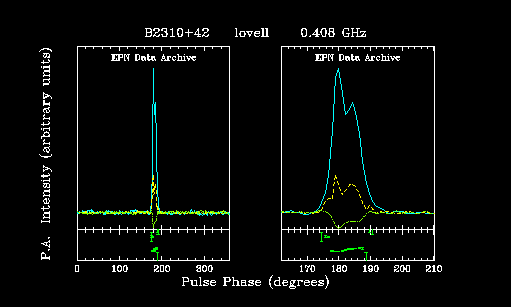 B2310+42 lovell 0.408 GHz
EPN Data Archive
EPN Data Archive
Intensity (arbitrary units)
P.A.
0 100 200 300
170 180 190 200 210
Pulse Phase (degrees)